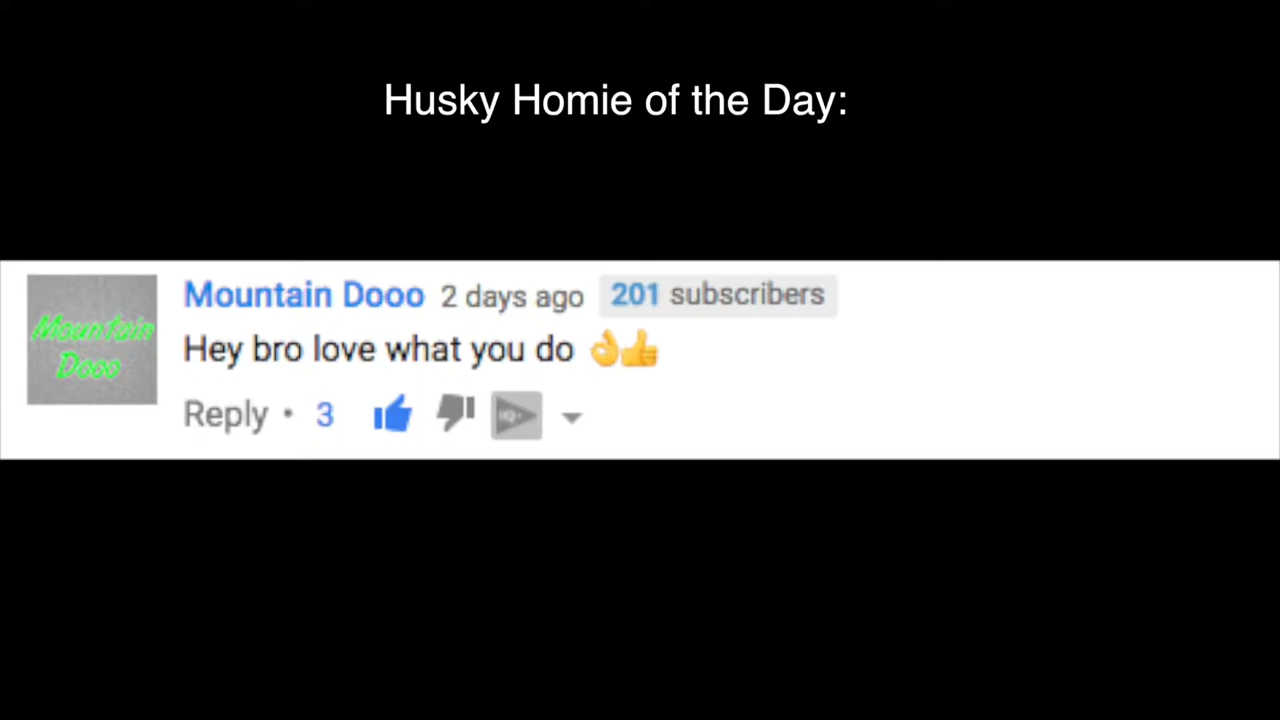 Husky Homie of the Day:
Mountain Dooo
Mountain Dooo 2 days ago 201 subscribers
Hey bro love what you do 👌👍
Reply • 3
HQ+